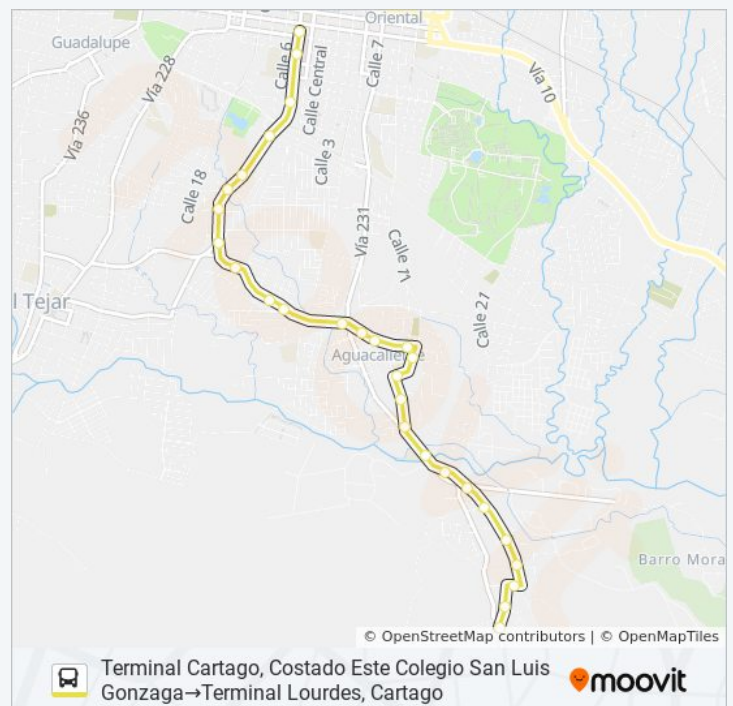 Oriental
Guadalupe
Calle 6
Calle Central
Calle 7
Vía 228
Vía 10
Vía 236
Calle 3
Calle 18
Vía 231
Calle 11
Calle 21
l Tejar
Aguacaliente
Barro Mora
© OpenStreetMap contributors | © OpenMapTiles
Terminal Cartago, Costado Este Colegio San Luis
Gonzaga→Terminal Lourdes, Cartago
moovit